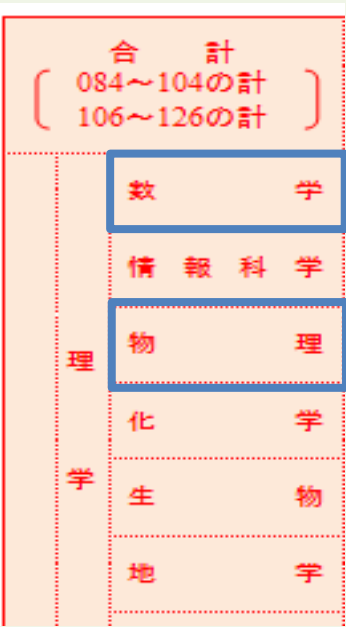 合計
084～104の計
106～126の計
理学
数学
情報科学
物理
化学
生物
地学